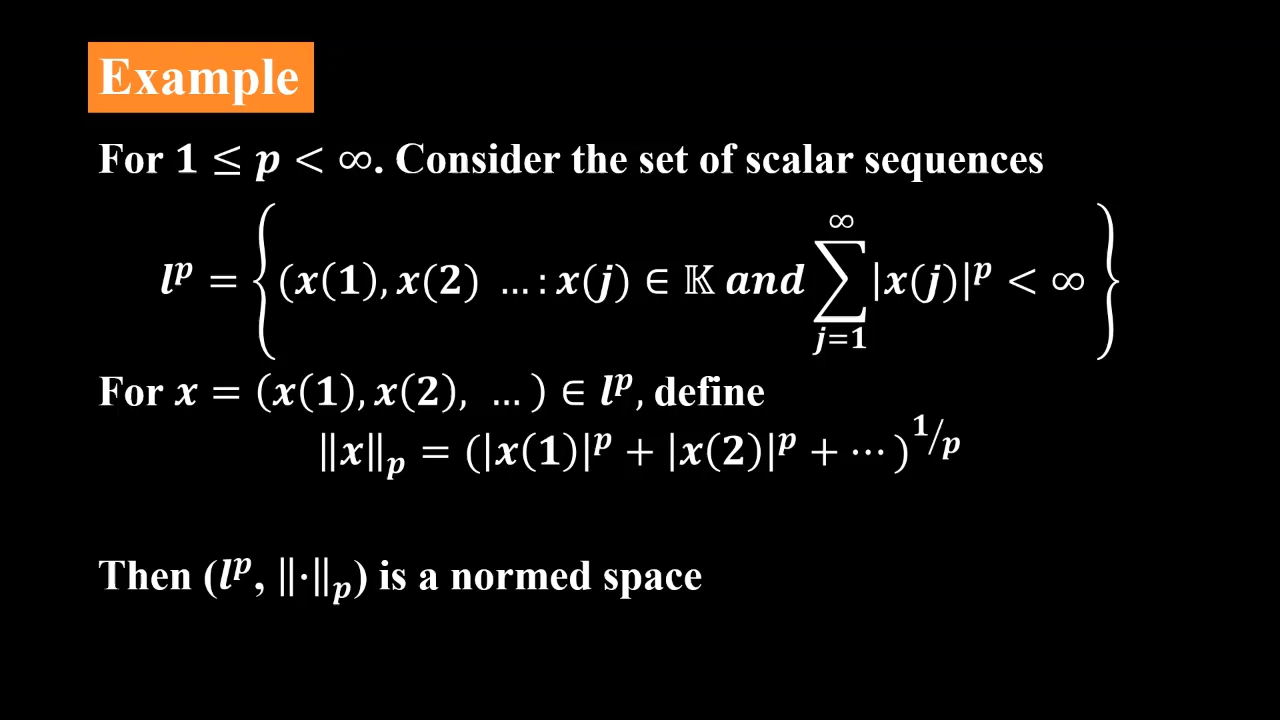 Example
For 1 ≤ p < ∞. Consider the set of scalar sequences
l^p = { (x(1), x(2) ... : x(j) ∈ 𝕂 and ∑_{j=1}^{∞} |x(j)|^p < ∞ }
For x = (x(1), x(2), ... ) ∈ l^p, define
‖x‖_p = (|x(1)|^p + |x(2)|^p + ⋯ )^{1/p}
Then (l^p, ‖·‖_p) is a normed space